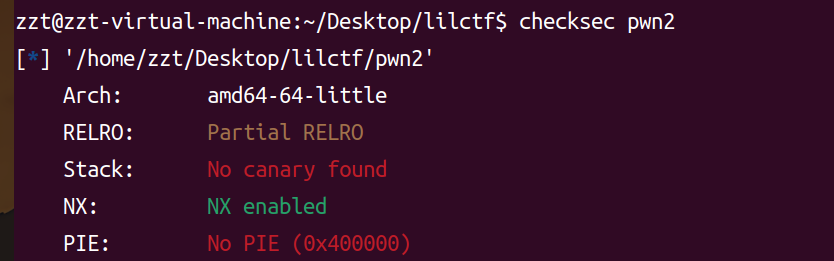 zzt@zzt-virtual-machine:~/Desktop/lilctf$ checksec pwn2
[*] '/home/zzt/Desktop/lilctf/pwn2'
    Arch:       amd64-64-little
    RELRO:      Partial RELRO
    Stack:      No canary found
    NX:         NX enabled
    PIE:        No PIE (0x400000)